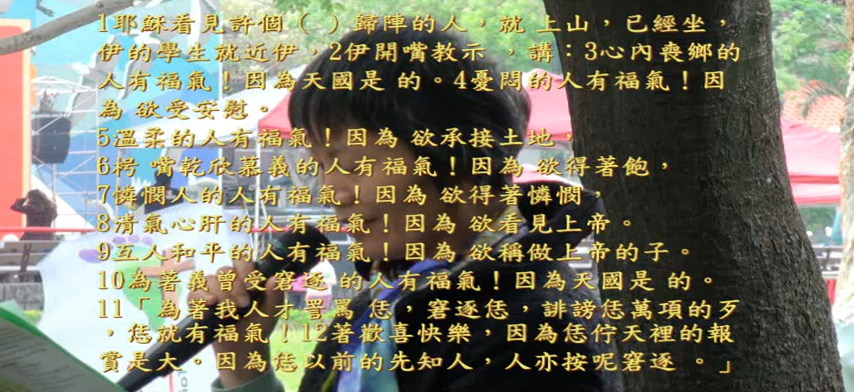 1耶穌看見許個（ ）歸陣的人，就 上山，已經坐，
伊的學生就近伊，2伊開嘴教示 ，講：3心內喪鄉的
人有福氣！因為天國是 的。4憂悶的人有福氣！因
為 欲受安慰。
5溫柔的人有福氣！因為 欲承接土地，
6枵 嘴乾欣慕義的人有福氣！因為 欲得著飽，
7憐憫人的人有福氣！因為 欲得著憐憫，
8清氣心肝的人有福氣！因為 欲看見上帝。
9互人和平的人有福氣！因為 欲稱做上帝的子。
10為著義曾受窘逐 的人有福氣！因為天國是 的。
11「為著我人才詈罵 恁，窘逐恁，誹謗恁萬項的歹
，恁就有福氣！12著歡喜快樂，因為恁佇天裡的報
賞是大。因為恁以前的先知人，人亦按呢窘逐 。」